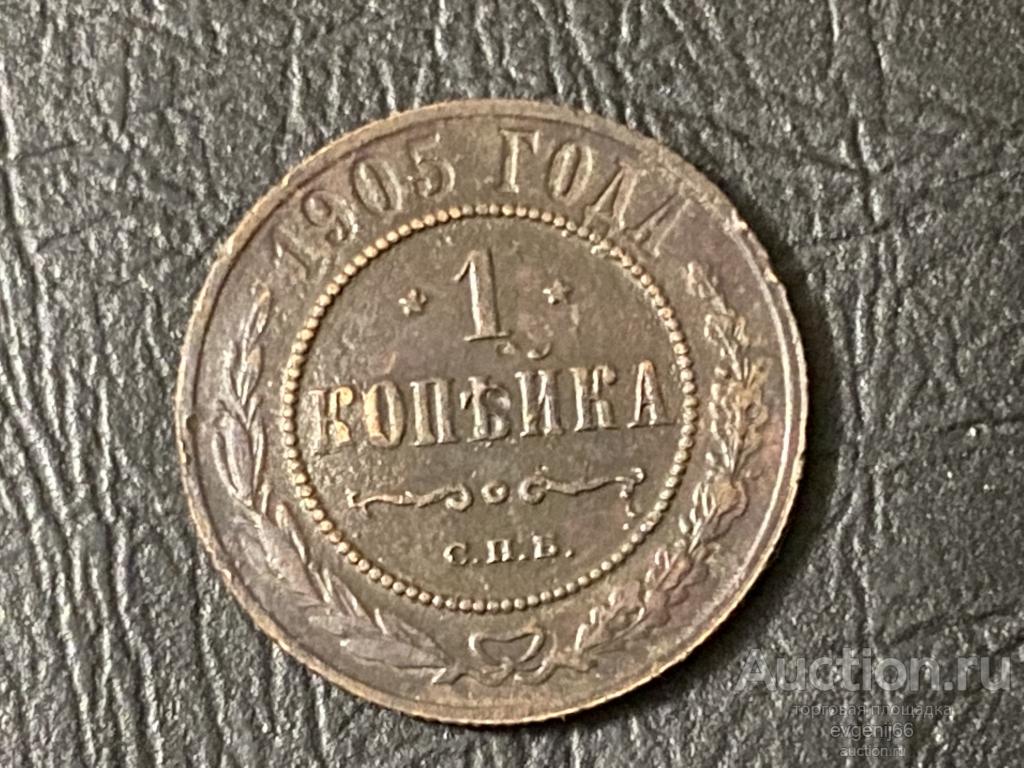 1905 ГОДА
1
КОПѢЙКА
С.П.Б.
Auction.ru
торговая площадка
evgenij66
auction.ru